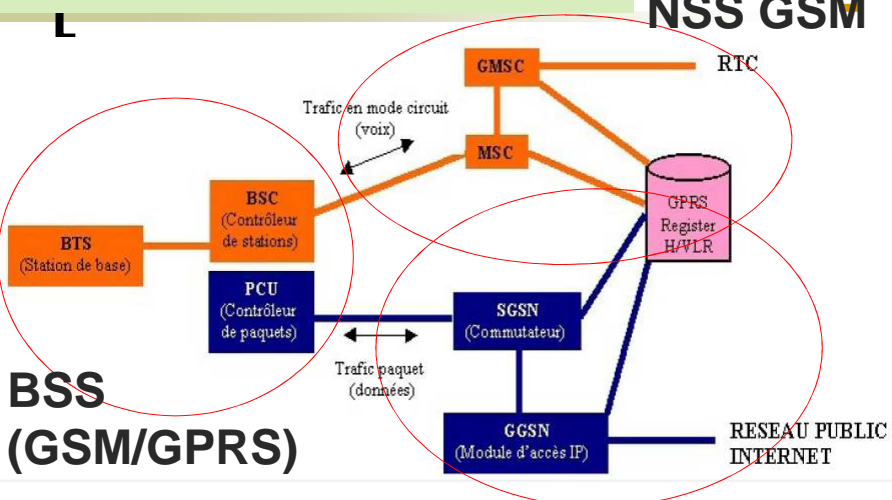 NSS GSM
GMSC
RTC
Trafic en mode circuit
(voix)
MSC
BSC
(Contrôleur
de stations)
GPRS
Register
H/VLR
BTS
(Station de base)
PCU
(Contrôleur
de paquets)
SGSN
(Commutateur)
Trafic paquet
(données)
BSS
(GSM/GPRS)
GGSN
(Module d'accès IP)
RESEAU PUBLIC
INTERNET